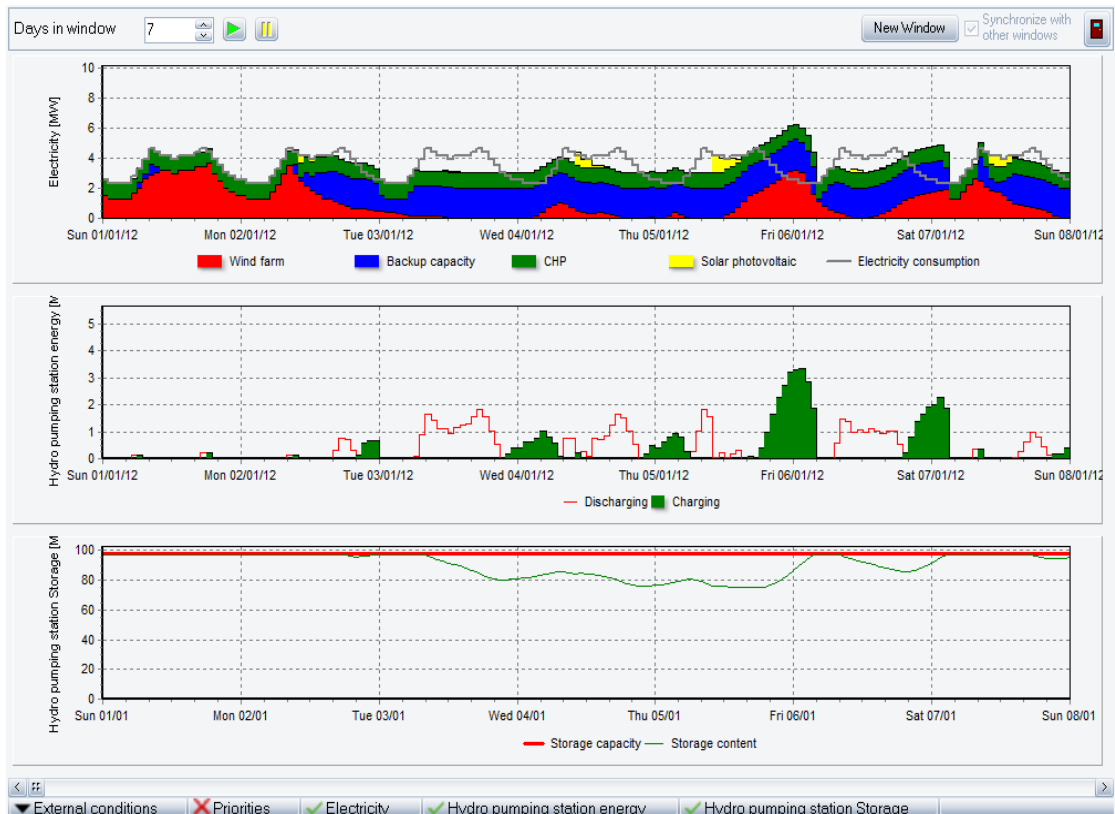 Days in window 7 New Window Synchronize with other windows
Electricity [MW]
10
8
6
4
2
0
Sun 01/01/12 Mon 02/01/12 Tue 03/01/12 Wed 04/01/12 Thu 05/01/12 Fri 06/01/12 Sat 07/01/12 Sun 08/01/12
Wind farm Backup capacity CHP Solar photovoltaic Electricity consumption
Hydro pumping station energy [M
5
4
3
2
1
0
Sun 01/01/12 Mon 02/01/12 Tue 03/01/12 Wed 04/01/12 Thu 05/01/12 Fri 06/01/12 Sat 07/01/12 Sun 08/01/12
Discharging Charging
Hydro pumping station Storage [M
100
80
60
40
20
0
Sun 01/01 Mon 02/01 Tue 03/01 Wed 04/01 Thu 05/01 Fri 06/01 Sat 07/01 Sun 08/01
Storage capacity Storage content
External conditions Priorities Electricity Hydro pumping station energy Hydro pumping station Storage